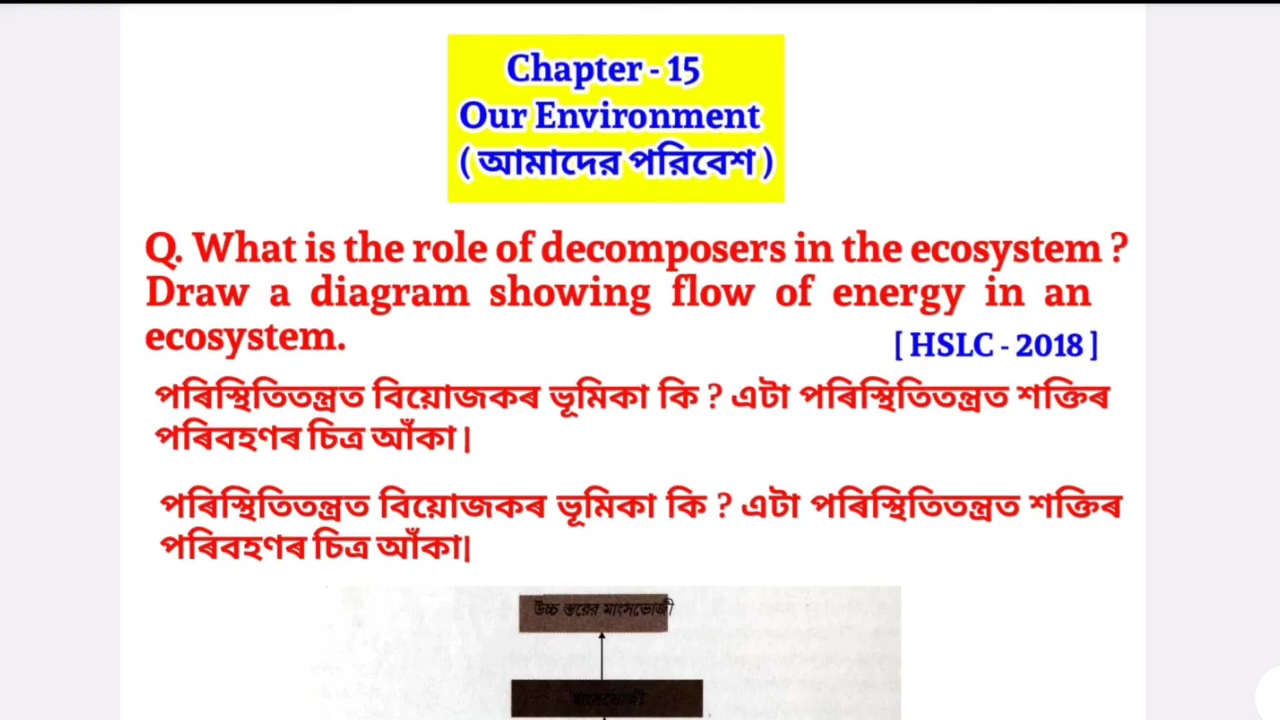 Chapter - 15
Our Environment
( আমাদের পরিবেশ )
Q. What is the role of decomposers in the ecosystem ?
Draw a diagram showing flow of energy in an
ecosystem.
[ HSLC - 2018 ]
পৰিস্থিতিতন্ত্ৰত বিয়োজকৰ ভূমিকা কি ? এটা পৰিস্থিতিতন্ত্ৰত শক্তিৰ
পৰিবহণৰ চিত্ৰ আঁকা |
পৰিস্থিতিতন্ত্ৰত বিয়োজকৰ ভূমিকা কি ? এটা পৰিস্থিতিতন্ত্ৰত শক্তিৰ
পৰিবহণৰ চিত্ৰ আঁকা|
উচ্চ স্তরের মাংসভোজী
মাংসভোজী